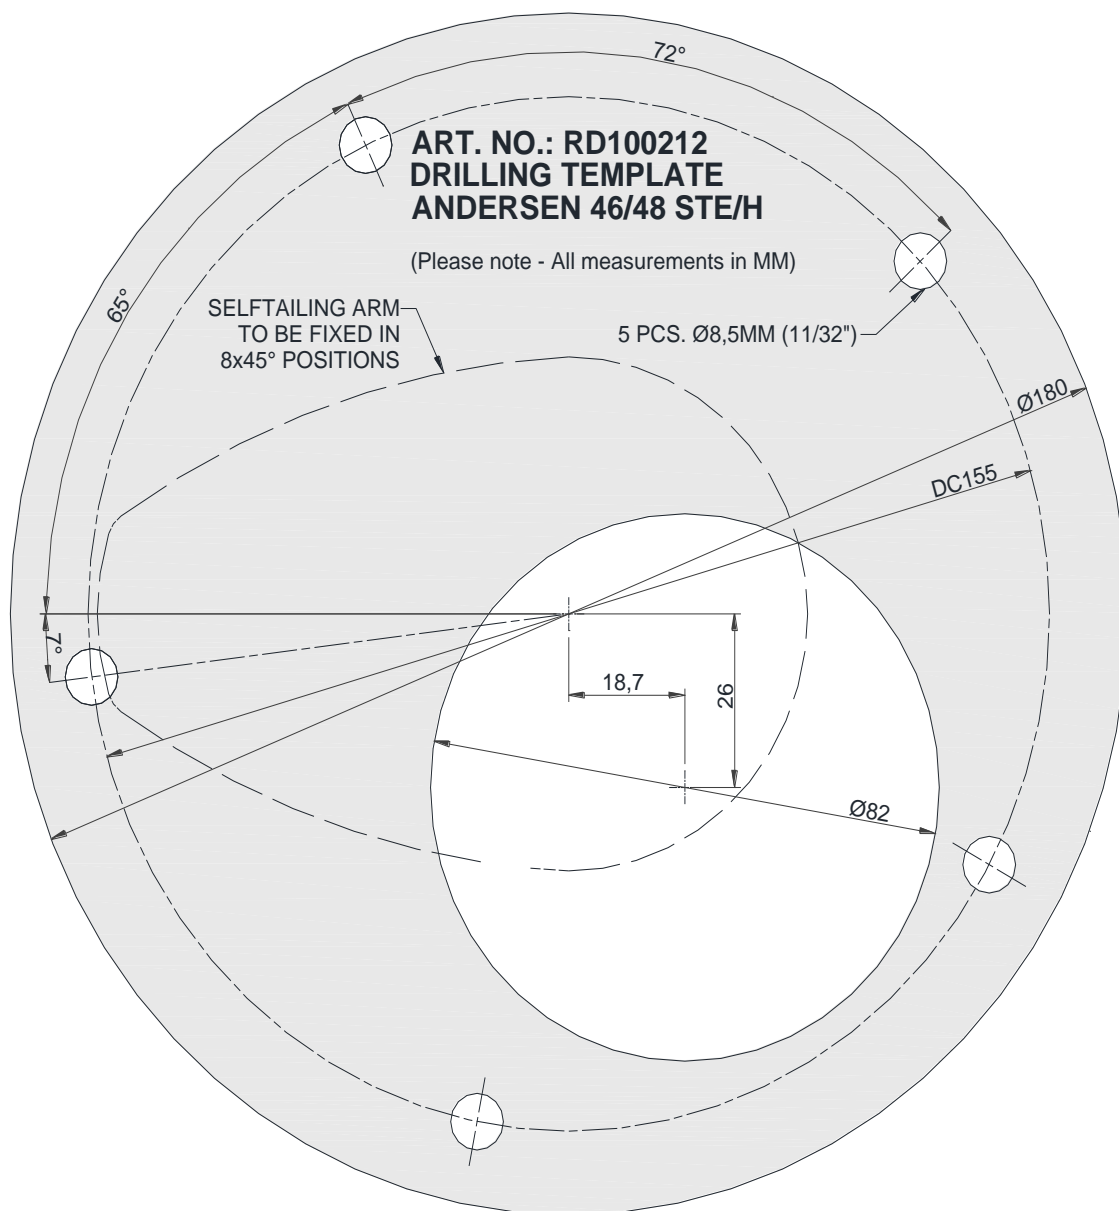 72°
ART. NO.: RD100212
DRILLING TEMPLATE
ANDERSEN 46/48 STE/H
(Please note - All measurements in MM)
65°
SELFTAILING ARM
TO BE FIXED IN
8x45° POSITIONS
5 PCS. Ø8,5MM (11/32")
Ø180
DC155
7°
18,7
26
Ø82